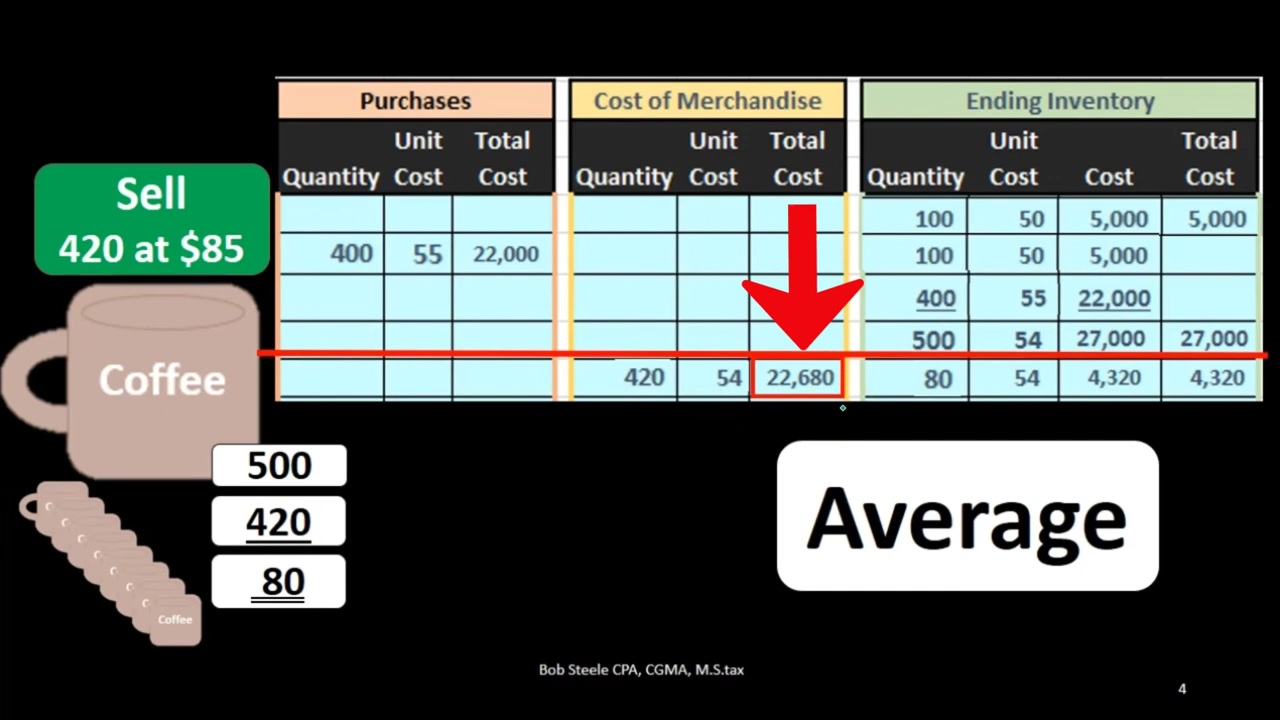 Purchases Cost of Merchandise Ending Inventory
Unit Total Unit Total Unit Total
Quantity Cost Cost Quantity Cost Cost Quantity Cost Cost Cost
Sell
420 at $85
100 50 5,000 5,000
400 55 22,000 100 50 5,000
400 55 22,000
500 54 27,000 27,000
420 54 22,680 80 54 4,320 4,320
Coffee
500
420
80
Average
Coffee
Bob Steele CPA, CGMA, M.S.tax
4